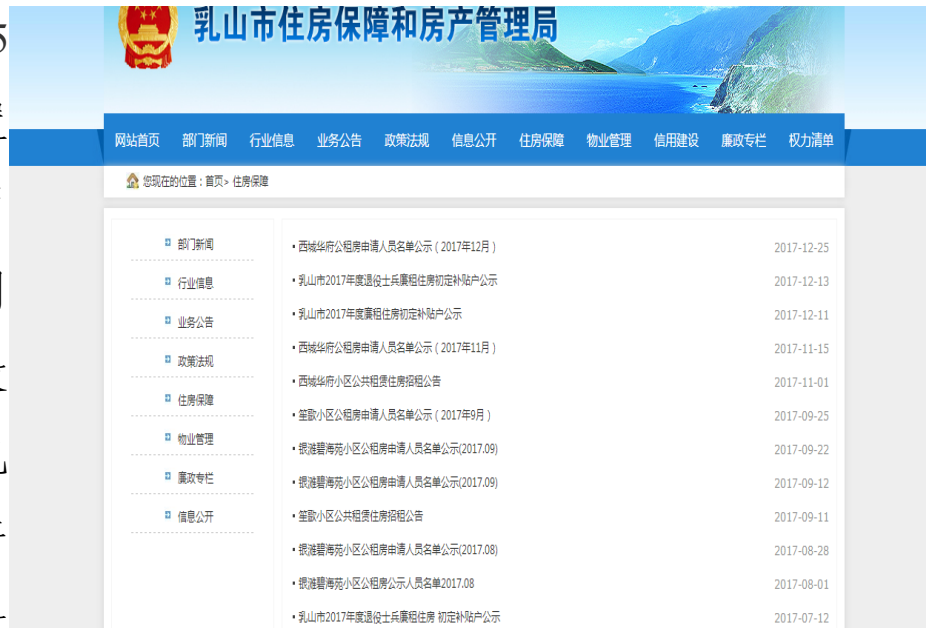 乳山市住房保障和房产管理局
网站首页 部门新闻 行业信息 业务公告 政策法规 信息公开 住房保障 物业管理 信用建设 廉政专栏 权力清单
您现在的位置：首页> 住房保障
部门新闻
行业信息
业务公告
政策法规
住房保障
物业管理
廉政专栏
信息公开
• 西城华府公租房申请人员名单公示（2017年12月） 2017-12-25
• 乳山市2017年度退役士兵廉租住房初定补贴户公示 2017-12-13
• 乳山市2017年度廉租住房初定补贴户公示 2017-12-11
• 西城华府公租房申请人员名单公示（2017年11月） 2017-11-15
• 西城华府小区公共租赁住房招租公告 2017-11-01
• 笙歌小区公租房申请人员名单公示（2017年9月） 2017-09-25
• 银滩碧海苑小区公租房申请人员名单公示(2017.09) 2017-09-22
• 银滩碧海苑小区公租房申请人员名单公示(2017.09) 2017-09-12
• 笙歌小区公共租赁住房招租公告 2017-09-11
• 银滩碧海苑小区公租房申请人员名单公示(2017.08) 2017-08-28
• 银滩碧海苑小区公租房公示人员名单2017.08 2017-08-01
• 乳山市2017年度退役士兵廉租住房 初定补贴户公示 2017-07-12